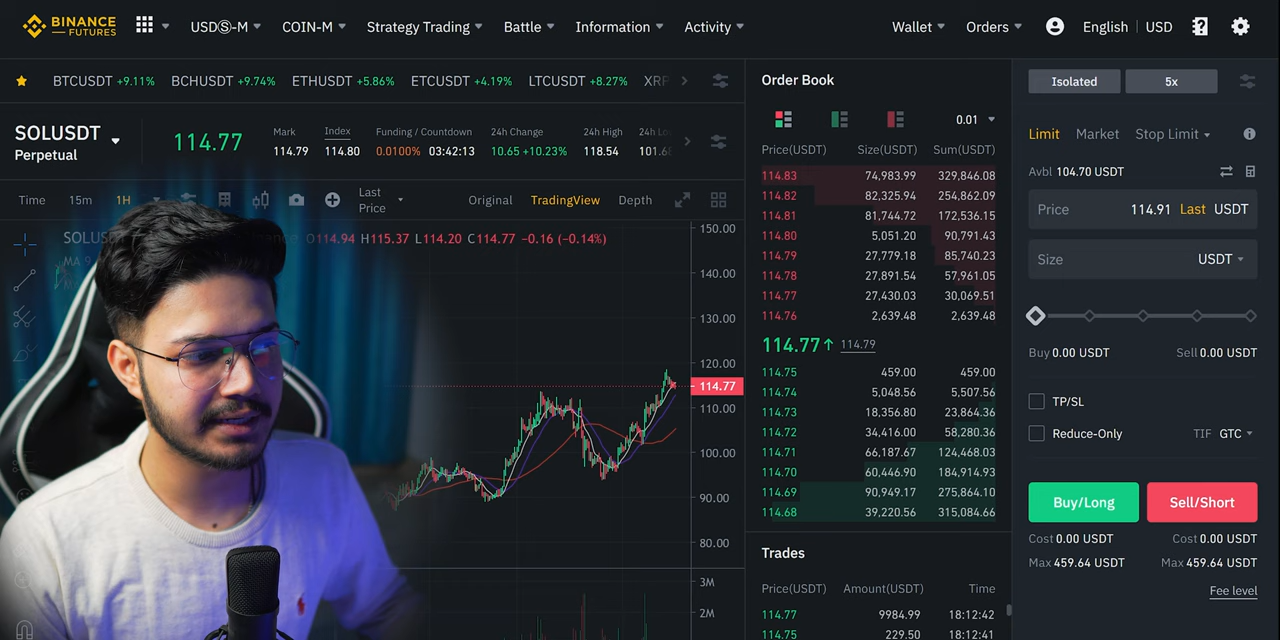 BINANCE
FUTURES
USDⓈ-M
COIN-M
Strategy Trading
Battle
Information
Activity
Wallet
Orders
English
USD
BTCUSDT +9.11%
BCHUSDT +9.74%
ETHUSDT +5.86%
ETCUSDT +4.19%
LTCUSDT +8.27%
XRP
SOLUSDT
Perpetual
114.77
Mark
114.79
Index
114.80
Funding / Countdown
0.0100% 03:42:13
24h Change
10.65 +10.23%
24h High
118.54
24h Lo
101.6
Time
15m
1H
Last
Price
Original
TradingView
Depth
O114.94 H115.37 L114.20 C114.77 −0.16 (−0.14%)
150.00
140.00
130.00
120.00
114.77
110.00
100.00
90.00
80.00
3M
2M
Order Book
0.01
Price(USDT) Size(USDT) Sum(USDT)
114.83 74,983.99 329,846.08
114.82 82,325.94 254,862.09
114.81 81,744.72 172,536.15
114.80 5,051.20 90,791.43
114.79 27,779.18 85,740.23
114.78 27,891.54 57,961.05
114.77 27,430.03 30,069.51
114.76 2,639.48 2,639.48
114.77↑ 114.79
114.75 459.00 459.00
114.74 5,048.56 5,507.56
114.73 18,356.80 23,864.36
114.72 34,416.00 58,280.36
114.71 66,187.67 124,468.03
114.70 60,446.90 184,914.93
114.69 90,949.17 275,864.10
114.68 39,220.56 315,084.66
Trades
Price(USDT) Amount(USDT) Time
114.77 9984.99 18:12:42
114.75 229.50 18:12:41
Isolated
5x
Limit
Market
Stop Limit
Avbl 104.70 USDT
Price 114.91 Last USDT
Size USDT
Buy 0.00 USDT
Sell 0.00 USDT
TP/SL
Reduce-Only
TIF GTC
Buy/Long
Sell/Short
Cost 0.00 USDT
Cost 0.00 USDT
Max 459.64 USDT
Max 459.64 USDT
Fee level